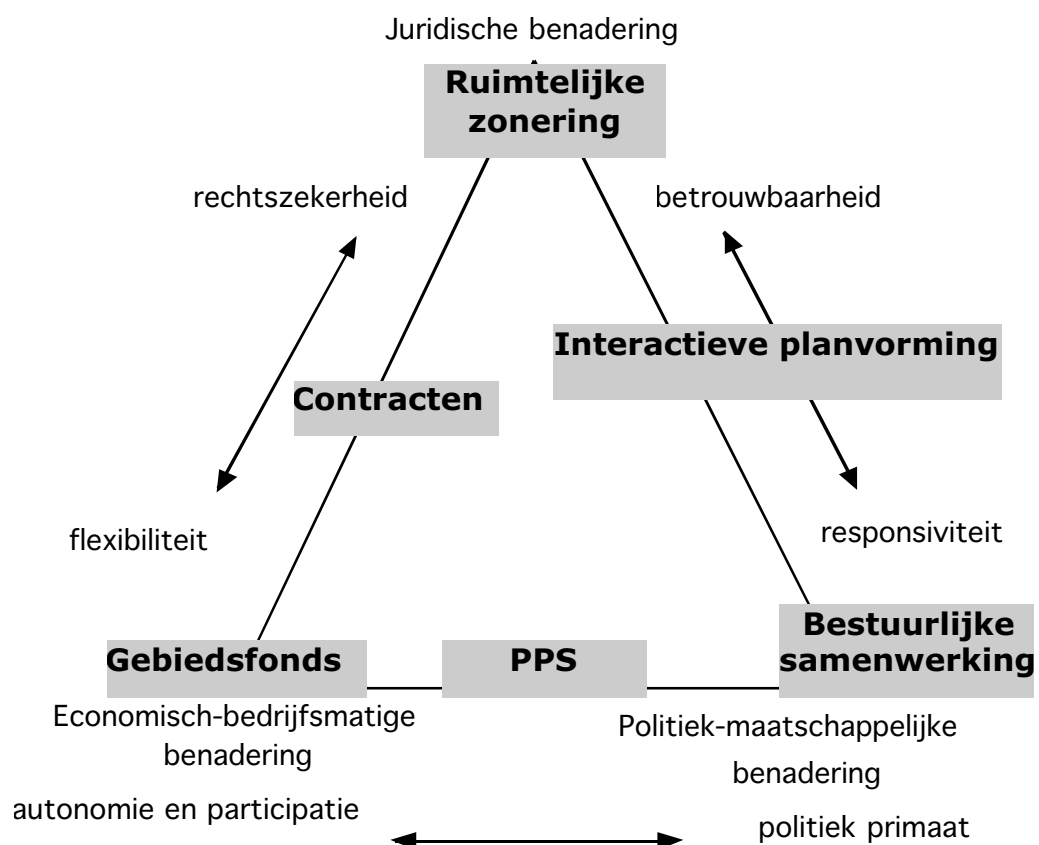 Juridische benadering
Ruimtelijke
zonering
rechtszekerheid
betrouwbaarheid
Interactieve planvorming
Contracten
flexibiliteit
responsiviteit
Bestuurlijke
samenwerking
Gebiedsfonds
PPS
Economisch-bedrijfsmatige
benadering
Politiek-maatschappelijke
benadering
autonomie en participatie
politiek primaat